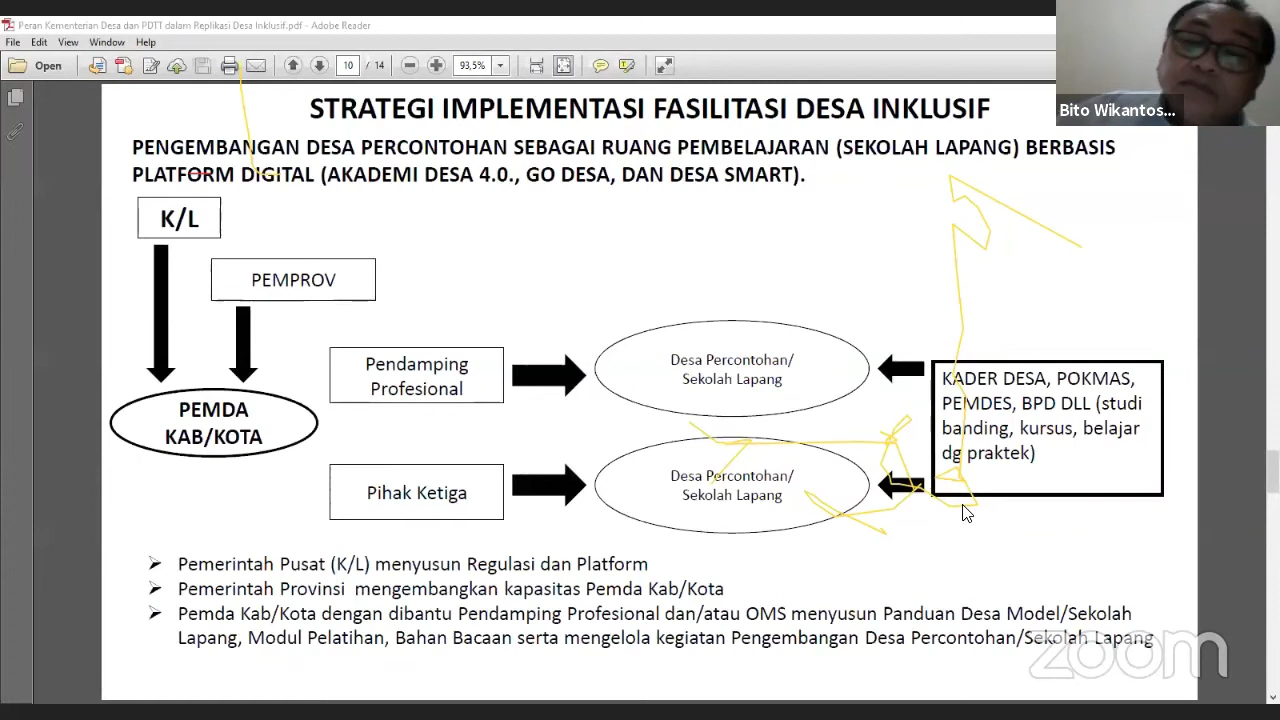 Peran Kementerian Desa dan PDTT dalam Replikasi Desa Inklusif.pdf - Adobe Reader
File Edit View Window Help
Open 10 / 14 93,5%
Bito Wikantos...
STRATEGI IMPLEMENTASI FASILITASI DESA INKLUSIF
PENGEMBANGAN DESA PERCONTOHAN SEBAGAI RUANG PEMBELAJARAN (SEKOLAH LAPANG) BERBASIS
PLATFORM DIGITAL (AKADEMI DESA 4.0., GO DESA, DAN DESA SMART).
K/L
PEMPROV
PEMDA
KAB/KOTA
Pendamping
Profesional
Desa Percontohan/
Sekolah Lapang
KADER DESA, POKMAS,
PEMDES, BPD DLL (studi
banding, kursus, belajar
dg praktek)
Pihak Ketiga
Desa Percontohan/
Sekolah Lapang
➢ Pemerintah Pusat (K/L) menyusun Regulasi dan Platform
➢ Pemerintah Provinsi mengembangkan kapasitas Pemda Kab/Kota
➢ Pemda Kab/Kota dengan dibantu Pendamping Profesional dan/atau OMS menyusun Panduan Desa Model/Sekolah
Lapang, Modul Pelatihan, Bahan Bacaan serta mengelola kegiatan Pengembangan Desa Percontohan/Sekolah Lapang
zoom